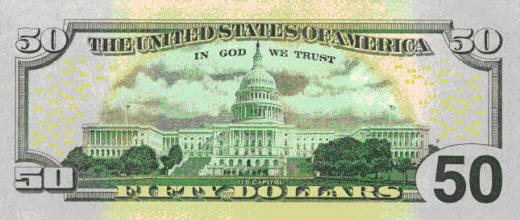 50 THE UNITED STATES OF AMERICA 50
IN GOD WE TRUST
U.S. CAPITOL
50 FIFTY DOLLARS 50